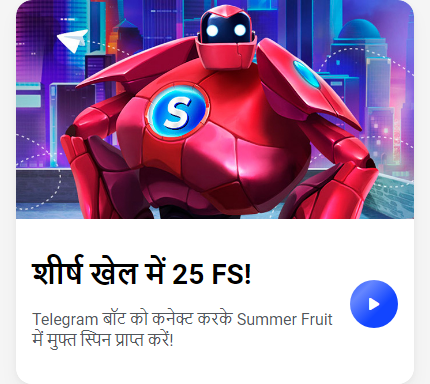 S
शीर्ष खेल में 25 FS!
Telegram बॉट को कनेक्ट करके Summer Fruit
में मुफ्त स्पिन प्राप्त करें!